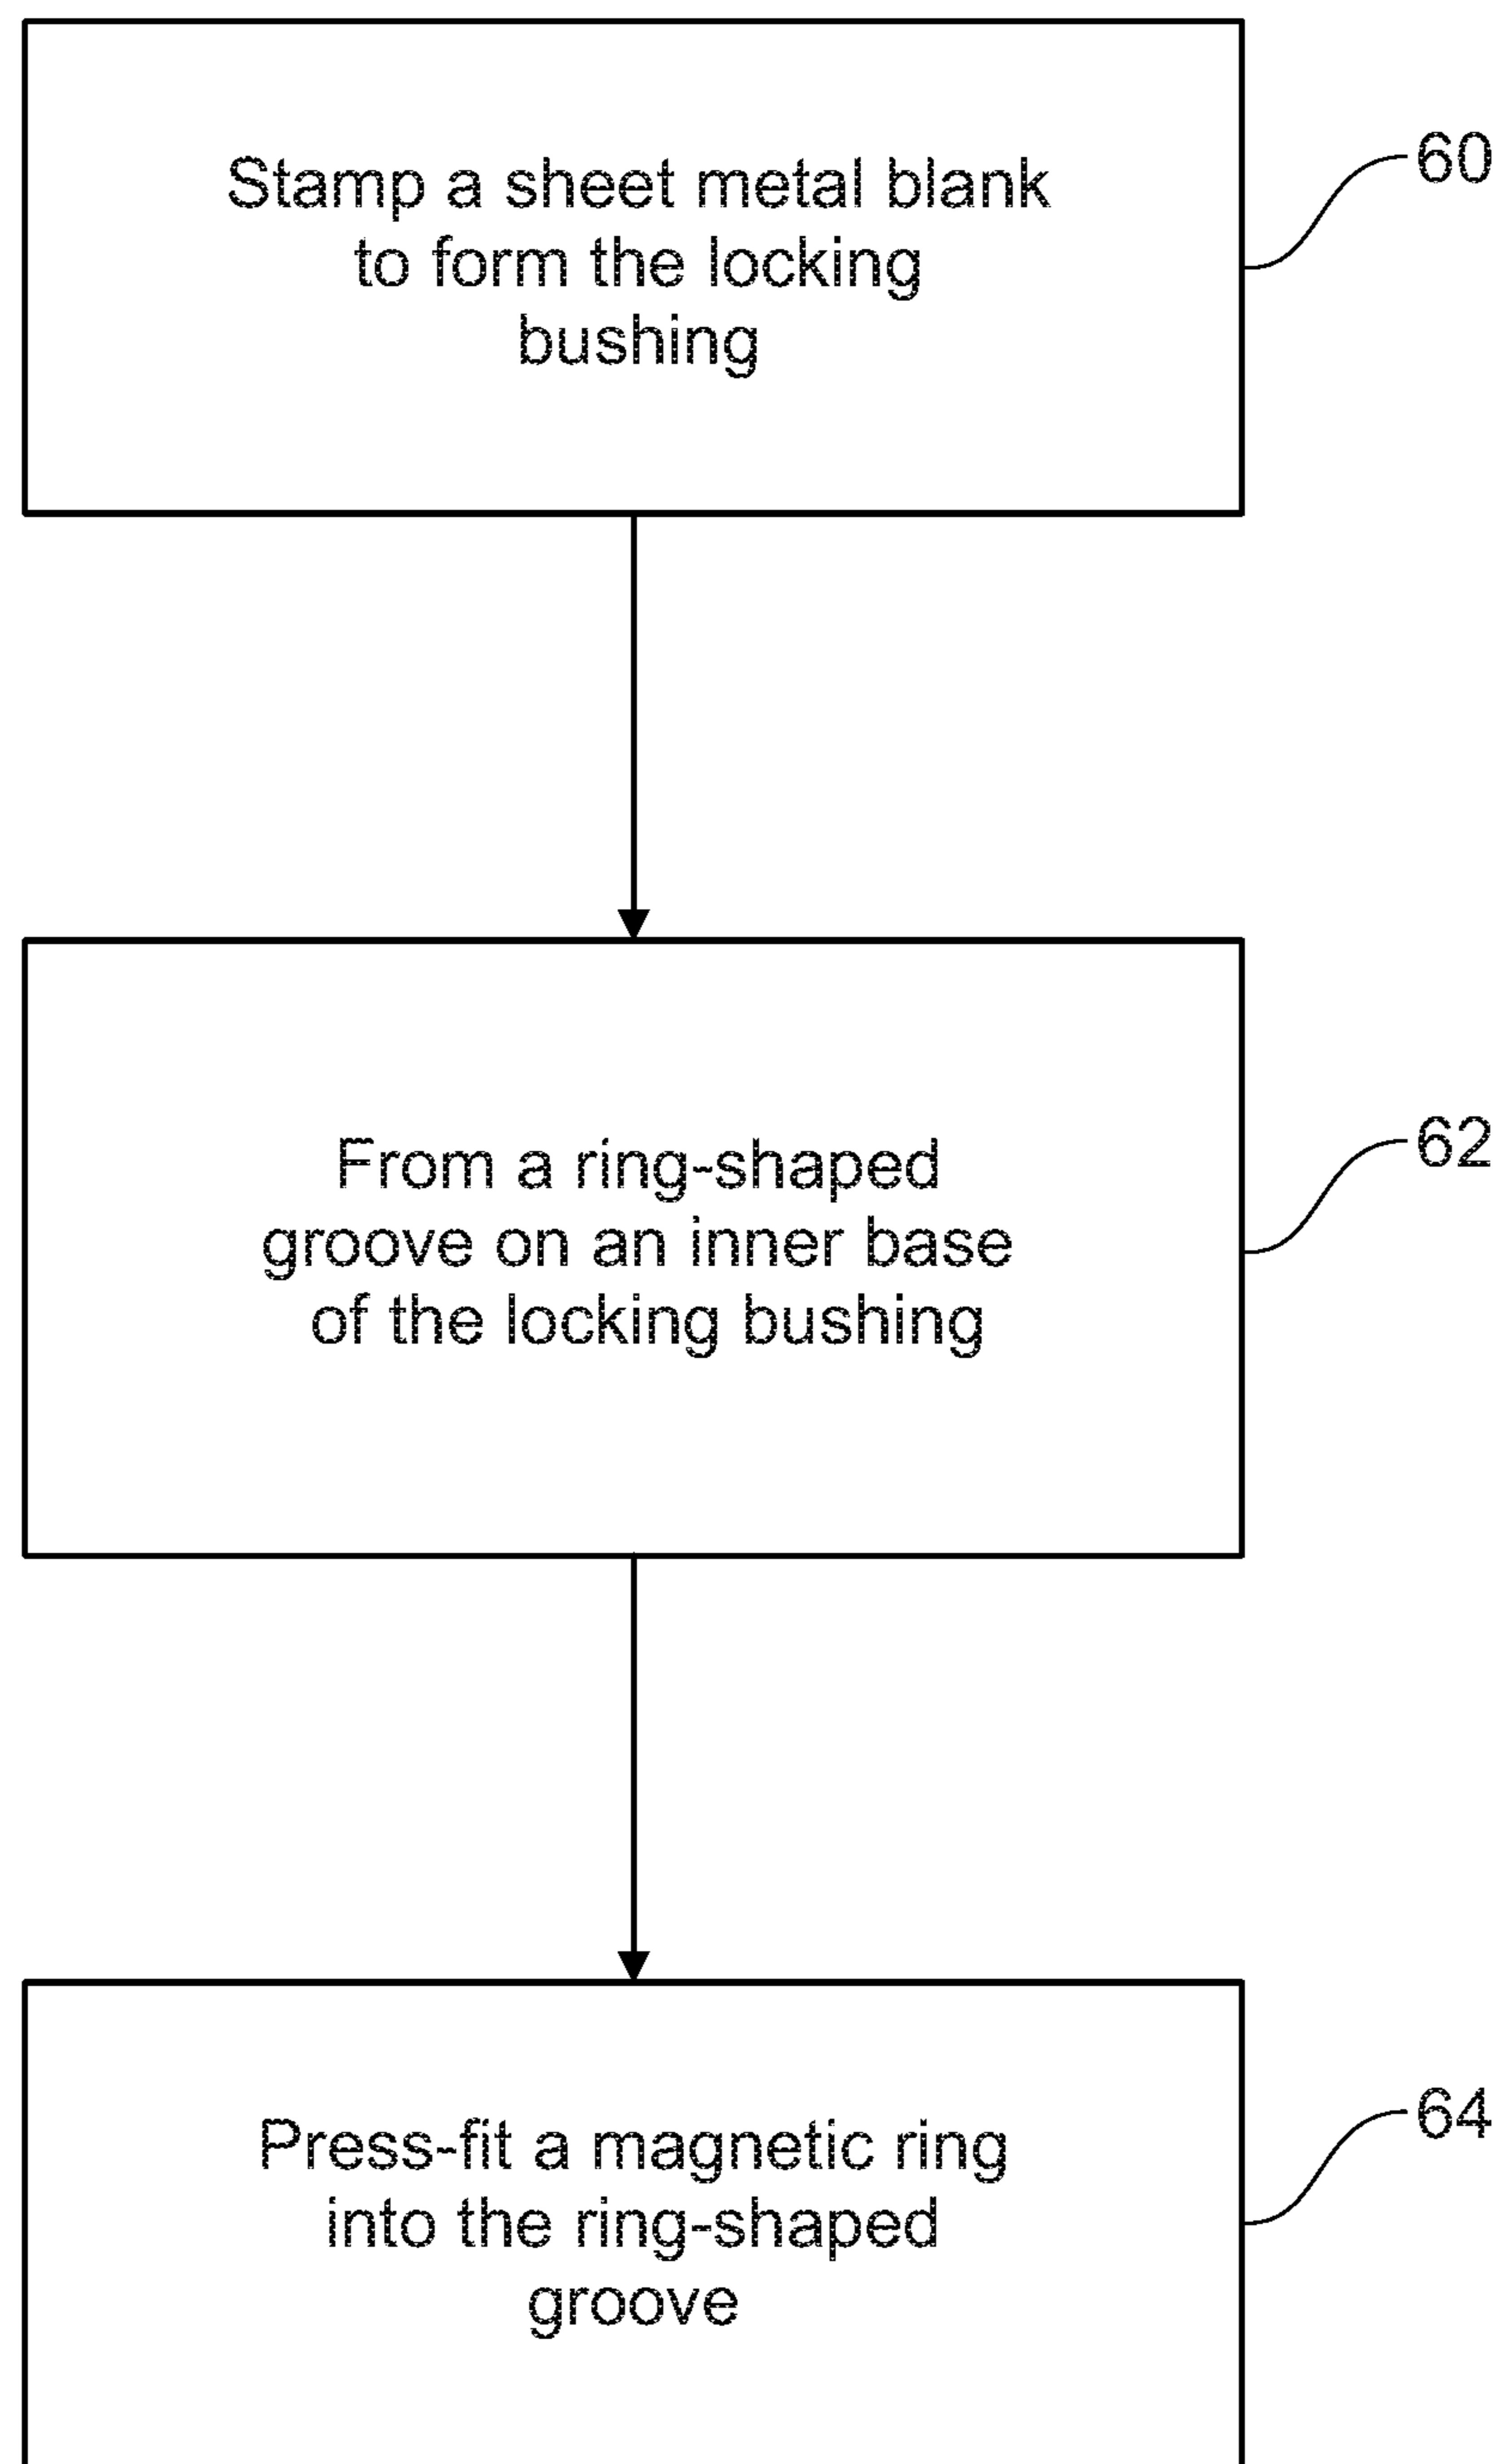 Stamp a sheet metal blank
to form the locking
bushing
60
From a ring-shaped
groove on an inner base
of the locking bushing
62
Press-fit a magnetic ring
into the ring-shaped
groove
64